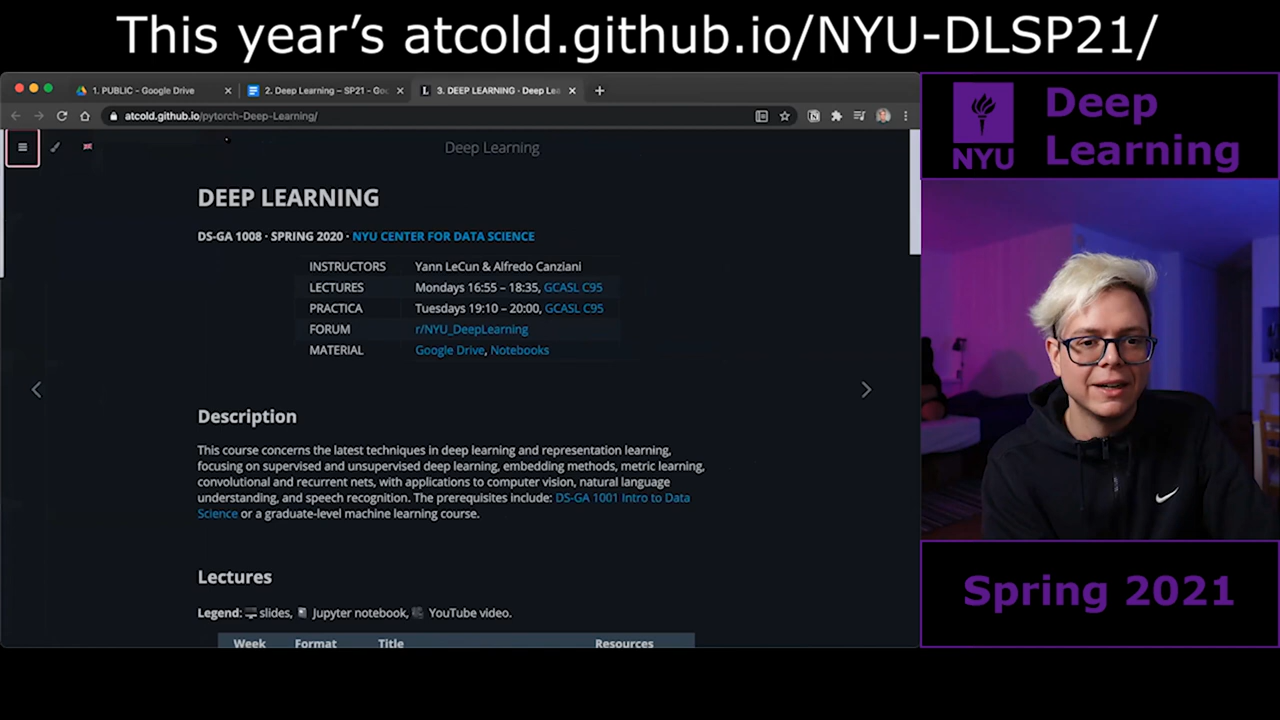 This year's atcold.github.io/NYU-DLSP21/
1. PUBLIC - Google Drive
2. Deep Learning – SP21 - Goo
3. DEEP LEARNING · Deep Lea
atcold.github.io/pytorch-Deep-Learning/
Deep Learning
DEEP LEARNING
DS-GA 1008 · SPRING 2020 · NYU CENTER FOR DATA SCIENCE
INSTRUCTORS Yann LeCun & Alfredo Canziani
LECTURES Mondays 16:55 – 18:35, GCASL C95
PRACTICA Tuesdays 19:10 – 20:00, GCASL C95
FORUM r/NYU_DeepLearning
MATERIAL Google Drive, Notebooks
Description
This course concerns the latest techniques in deep learning and representation learning,
focusing on supervised and unsupervised deep learning, embedding methods, metric learning,
convolutional and recurrent nets, with applications to computer vision, natural language
understanding, and speech recognition. The prerequisites include: DS-GA 1001 Intro to Data
Science or a graduate-level machine learning course.
Lectures
Legend: slides, Jupyter notebook, YouTube video.
Week Format Title Resources
NYU
Deep
Learning
Spring 2021